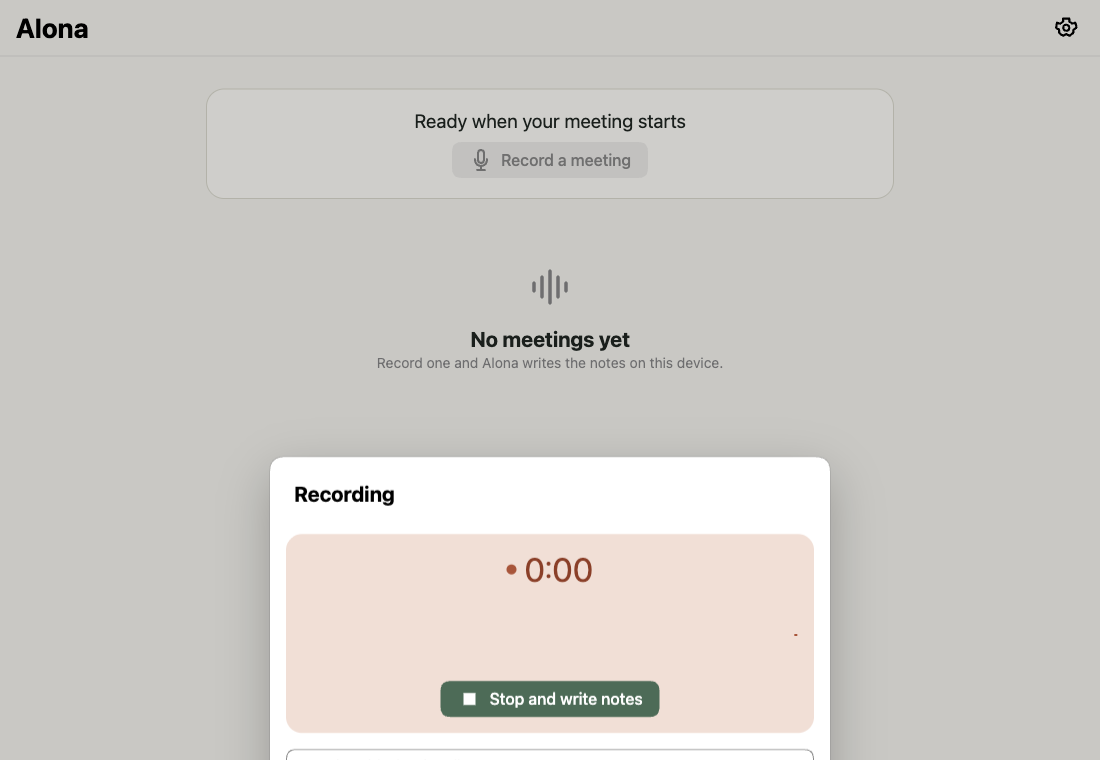 Alona
Ready when your meeting starts
Record a meeting
No meetings yet
Record one and Alona writes the notes on this device.
Recording
0:00
Stop and write notes